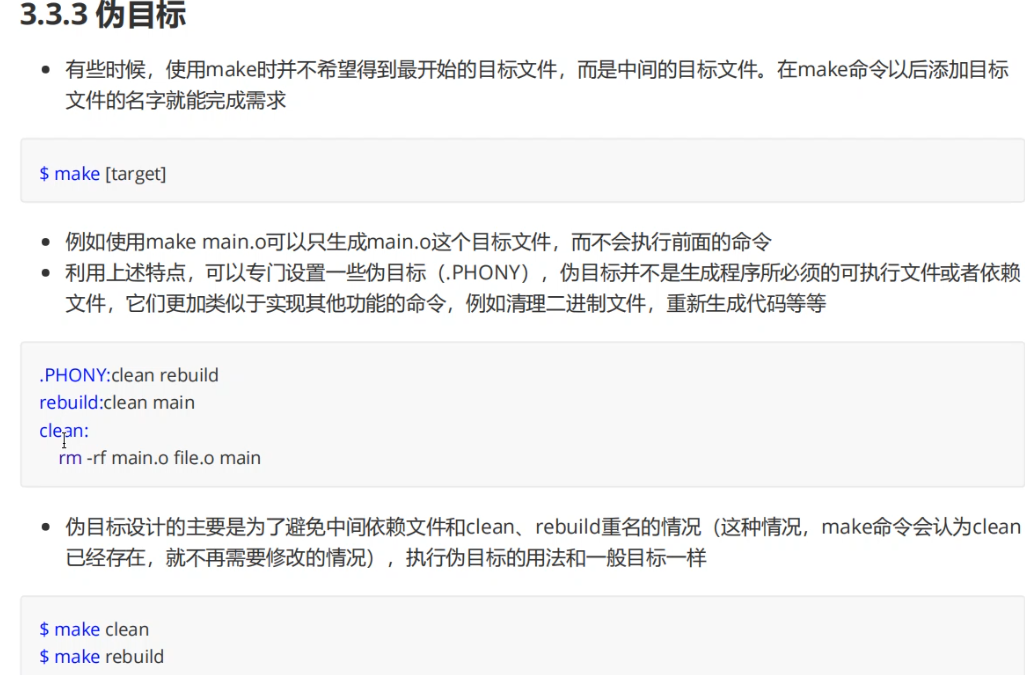 3.3.3 伪目标
有些时候，使用make时并不希望得到最开始的目标文件，而是中间的目标文件。在make命令以后添加目标
文件的名字就能完成需求
$ make [target]
例如使用make main.o可以只生成main.o这个目标文件，而不会执行前面的命令
利用上述特点，可以专门设置一些伪目标（.PHONY），伪目标并不是生成程序所必须的可执行文件或者依赖
文件，它们更加类似于实现其他功能的命令，例如清理二进制文件，重新生成代码等等
.PHONY:clean rebuild
rebuild:clean main
clean:
rm -rf main.o file.o main
伪目标设计的主要是为了避免中间依赖文件和clean、rebuild重名的情况（这种情况，make命令会认为clean
已经存在，就不再需要修改的情况），执行伪目标的用法和一般目标一样
$ make clean
$ make rebuild